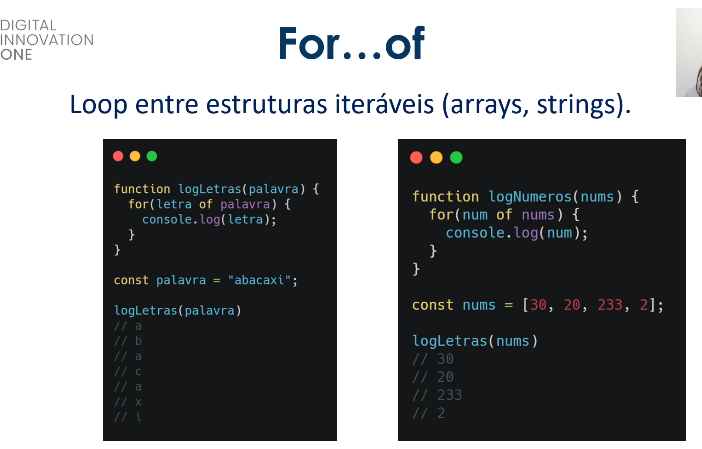 DIGITAL
INNOVATION
ONE
For...of
Loop entre estruturas iteráveis (arrays, strings).
function logLetras(palavra) {
for(letra of palavra) {
console.log(letra);
}
}
const palavra = "abacaxi";
logLetras(palavra)
// a
// b
// a
// c
// a
// x
// i
function logNumeros(nums) {
for(num of nums) {
console.log(num);
}
}
const nums = [30, 20, 233, 2];
logLetras(nums)
// 30
// 20
// 233
// 2